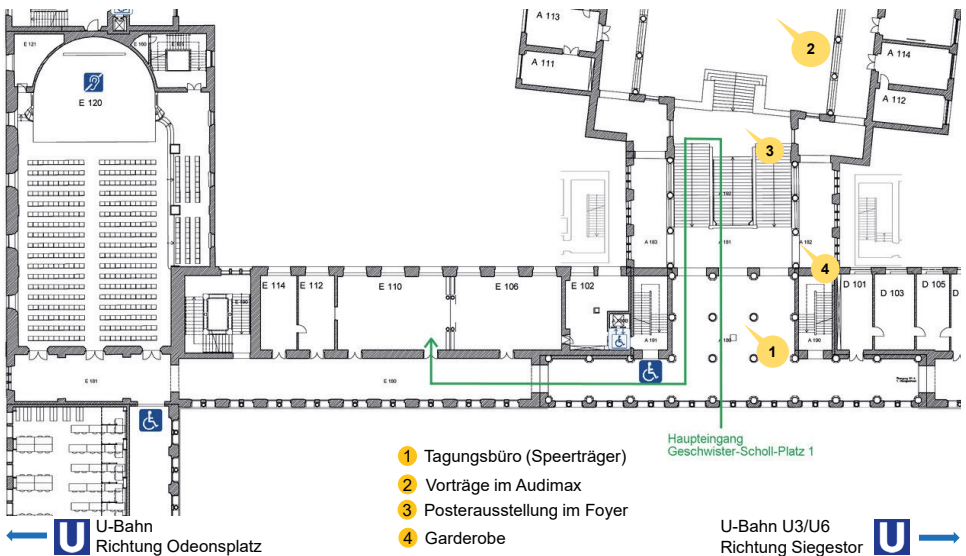 A 113
A 111
A 114
A 112
E 121
E 120
2
3
A 183
A 181
A 182
4
E 114
E 112
E 110
E 106
E 102
D 101
D 103
D 105
A 191
A 190
1
E 181
E 180
Haupteingang
Geschwister-Scholl-Platz 1
1 Tagungsbüro (Speerträger)
2 Vorträge im Audimax
3 Posterausstellung im Foyer
4 Garderobe
U U-Bahn
Richtung Odeonsplatz
U-Bahn U3/U6 U
Richtung Siegestor